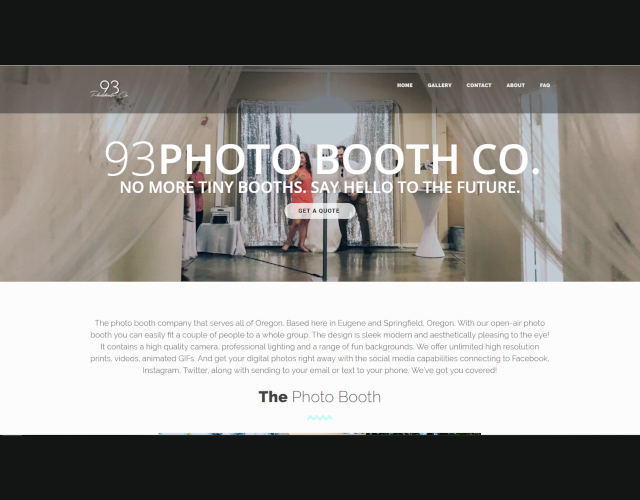 93
HOME GALLERY CONTACT ABOUT FAQ
93PHOTO BOOTH CO.
NO MORE TINY BOOTHS. SAY HELLO TO THE FUTURE.
GET A QUOTE
The photo booth company that serves all of Oregon. Based here in Eugene and Springfield, Oregon. With our open-air photo
booth you can easily fit a couple of people to a whole group. The design is sleek modern and aesthetically pleasing to the eye!
It contains a high quality camera, professional lighting and a range of fun backgrounds. We offer unlimited high resolution
prints, videos, animated GIFs. And get your digital photos right away with the social media capabilities connecting to Facebook,
Instagram, Twitter, along with sending to your email or text to your phone. We've got you covered!
The Photo Booth